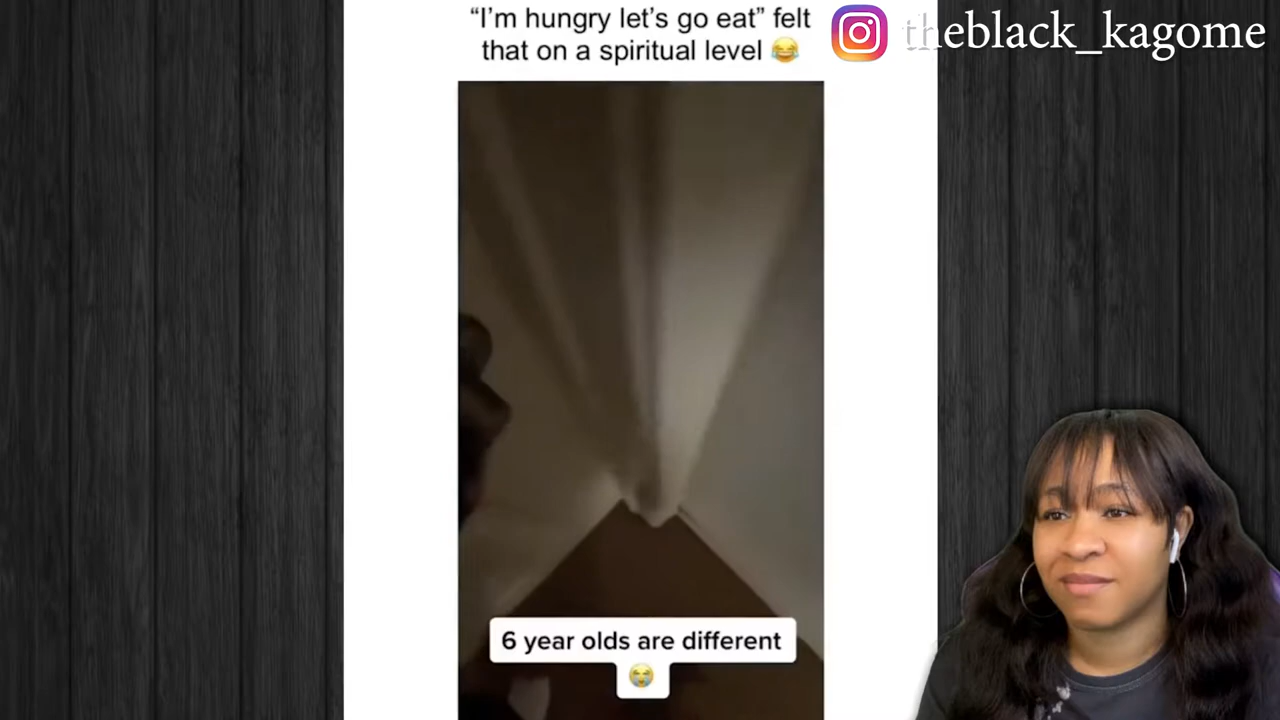 “I’m hungry let’s go eat” felt
that on a spiritual level 😂
theblack_kagome
6 year olds are different
😭